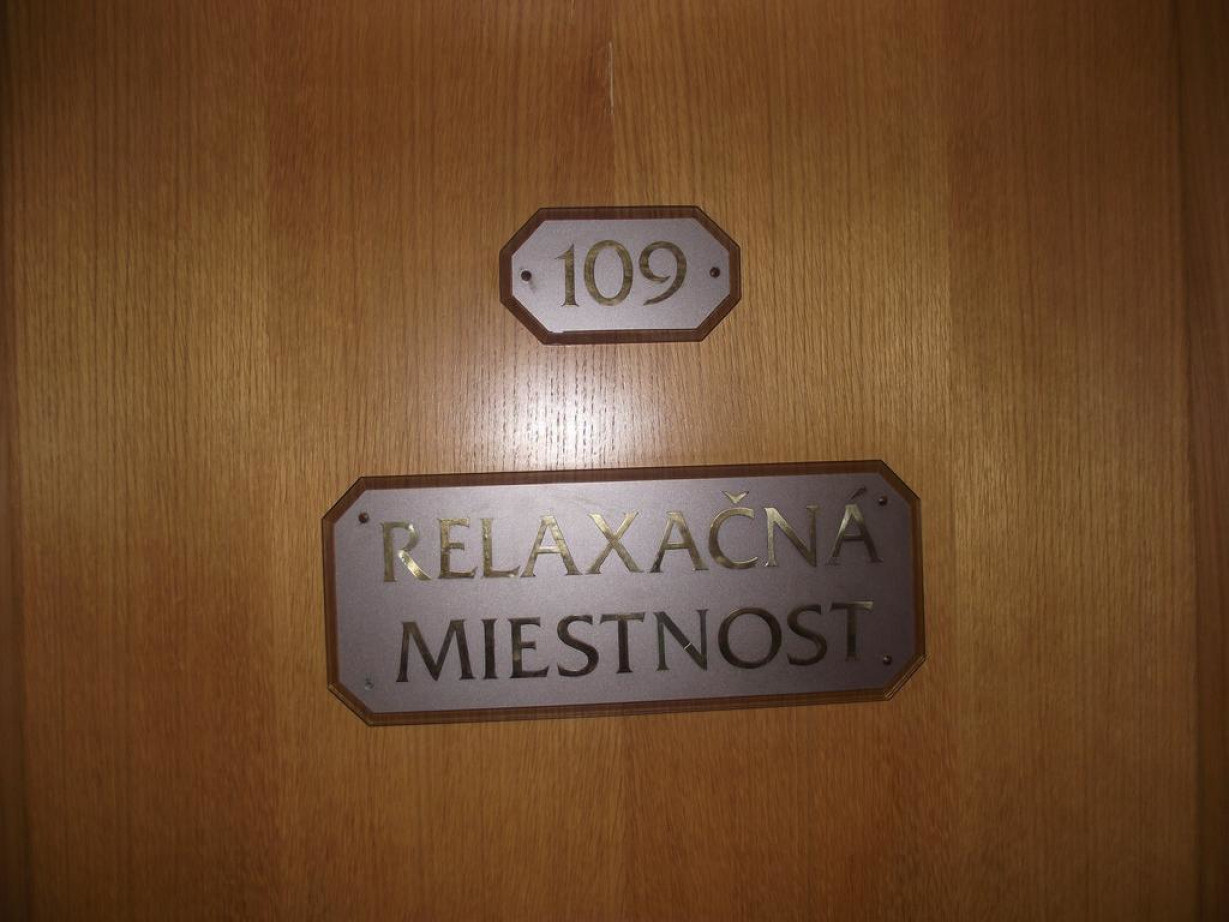 109
RELAXAČNÁ
MIESTNOST